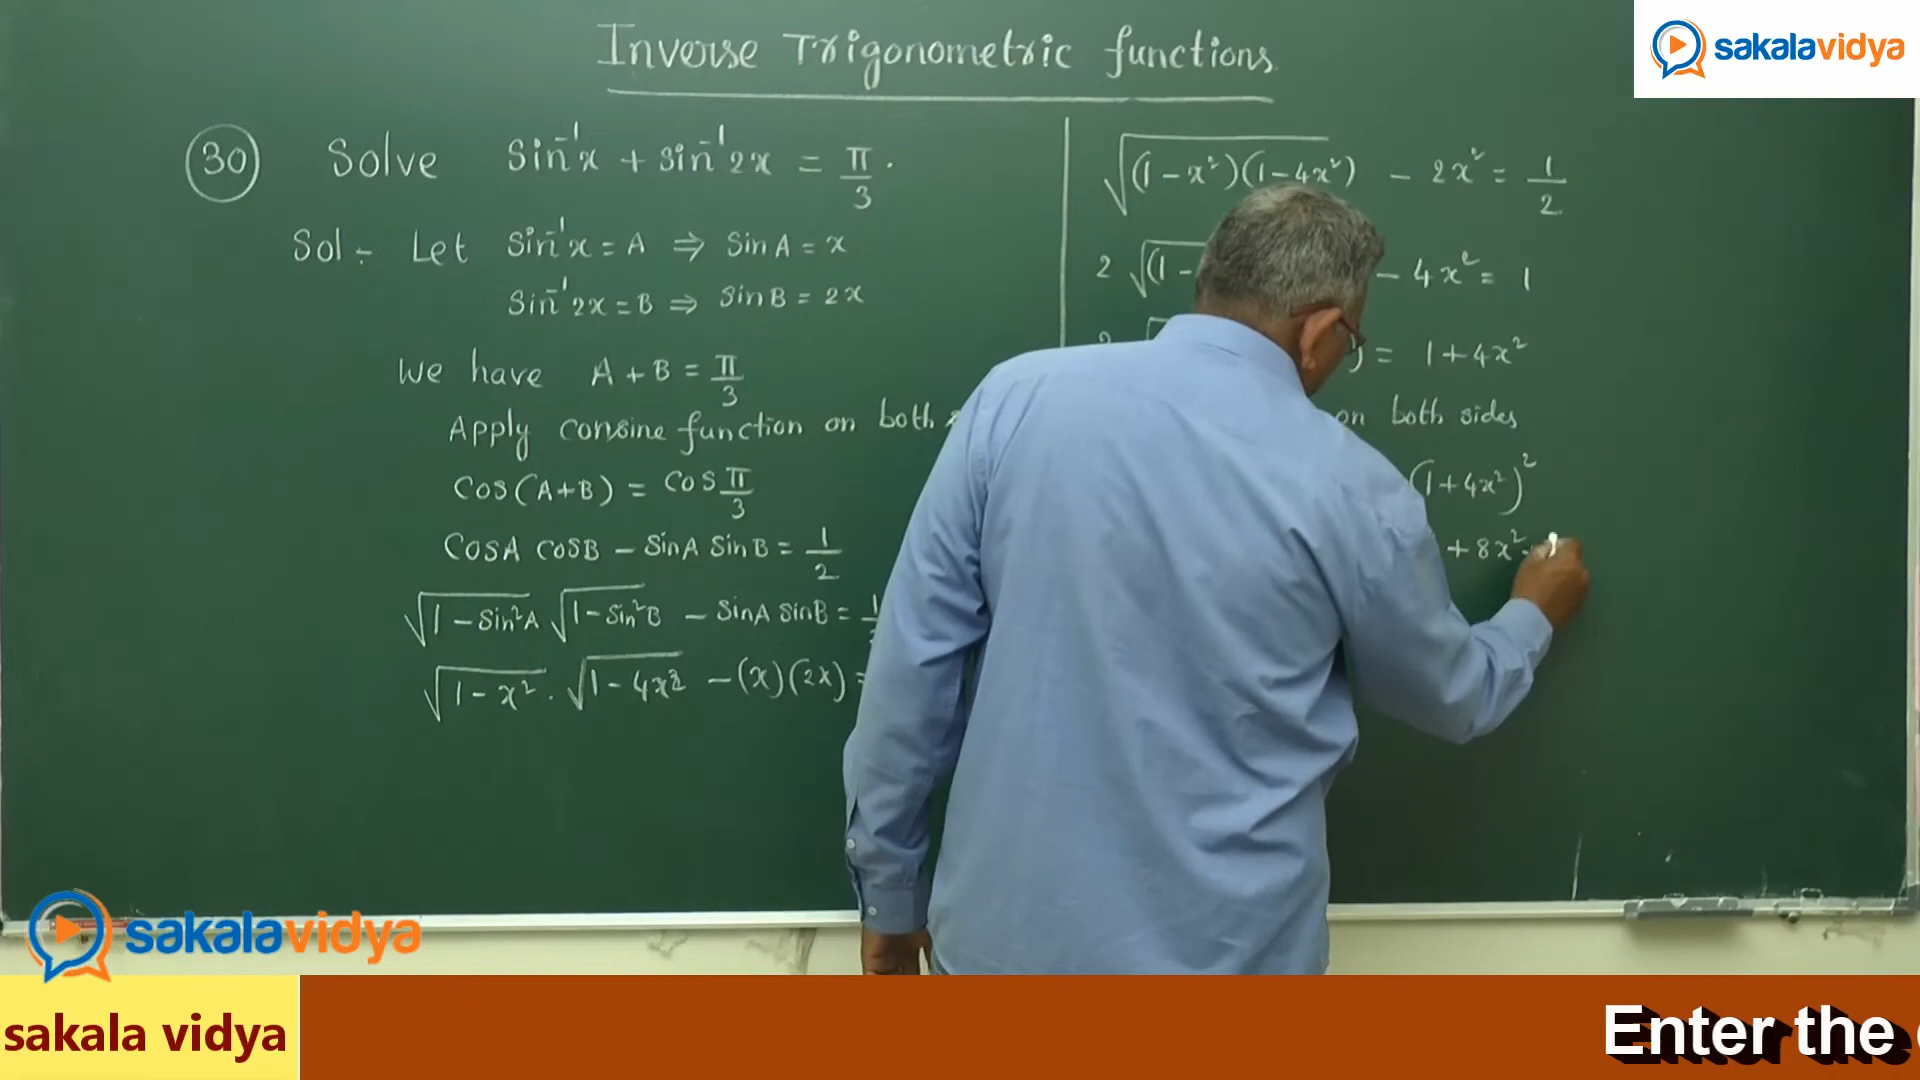 Inverse Trigonometric functions.
sakalavidya
30 Solve Sin⁻¹x + Sin⁻¹2x = π/3 .
Sol :- Let Sin⁻¹x = A ⇒ Sin A = x
Sin⁻¹2x = B ⇒ Sin B = 2x
We have A + B = π/3
Apply consine function on both
Cos(A+B) = Cos π/3
CosA CosB - SinA SinB = 1/2
√1-Sin²A √1-Sin²B - SinA SinB =
√1-x² . √1-4x² - (x)(2x) =
√(1-x²)(1-4x²) - 2x² = 1/2
2 √(1- - 4x² = 1
) = 1+4x²
on both sides
(1+4x²)²
+ 8x²
sakalavidya
sakala vidya
Enter the